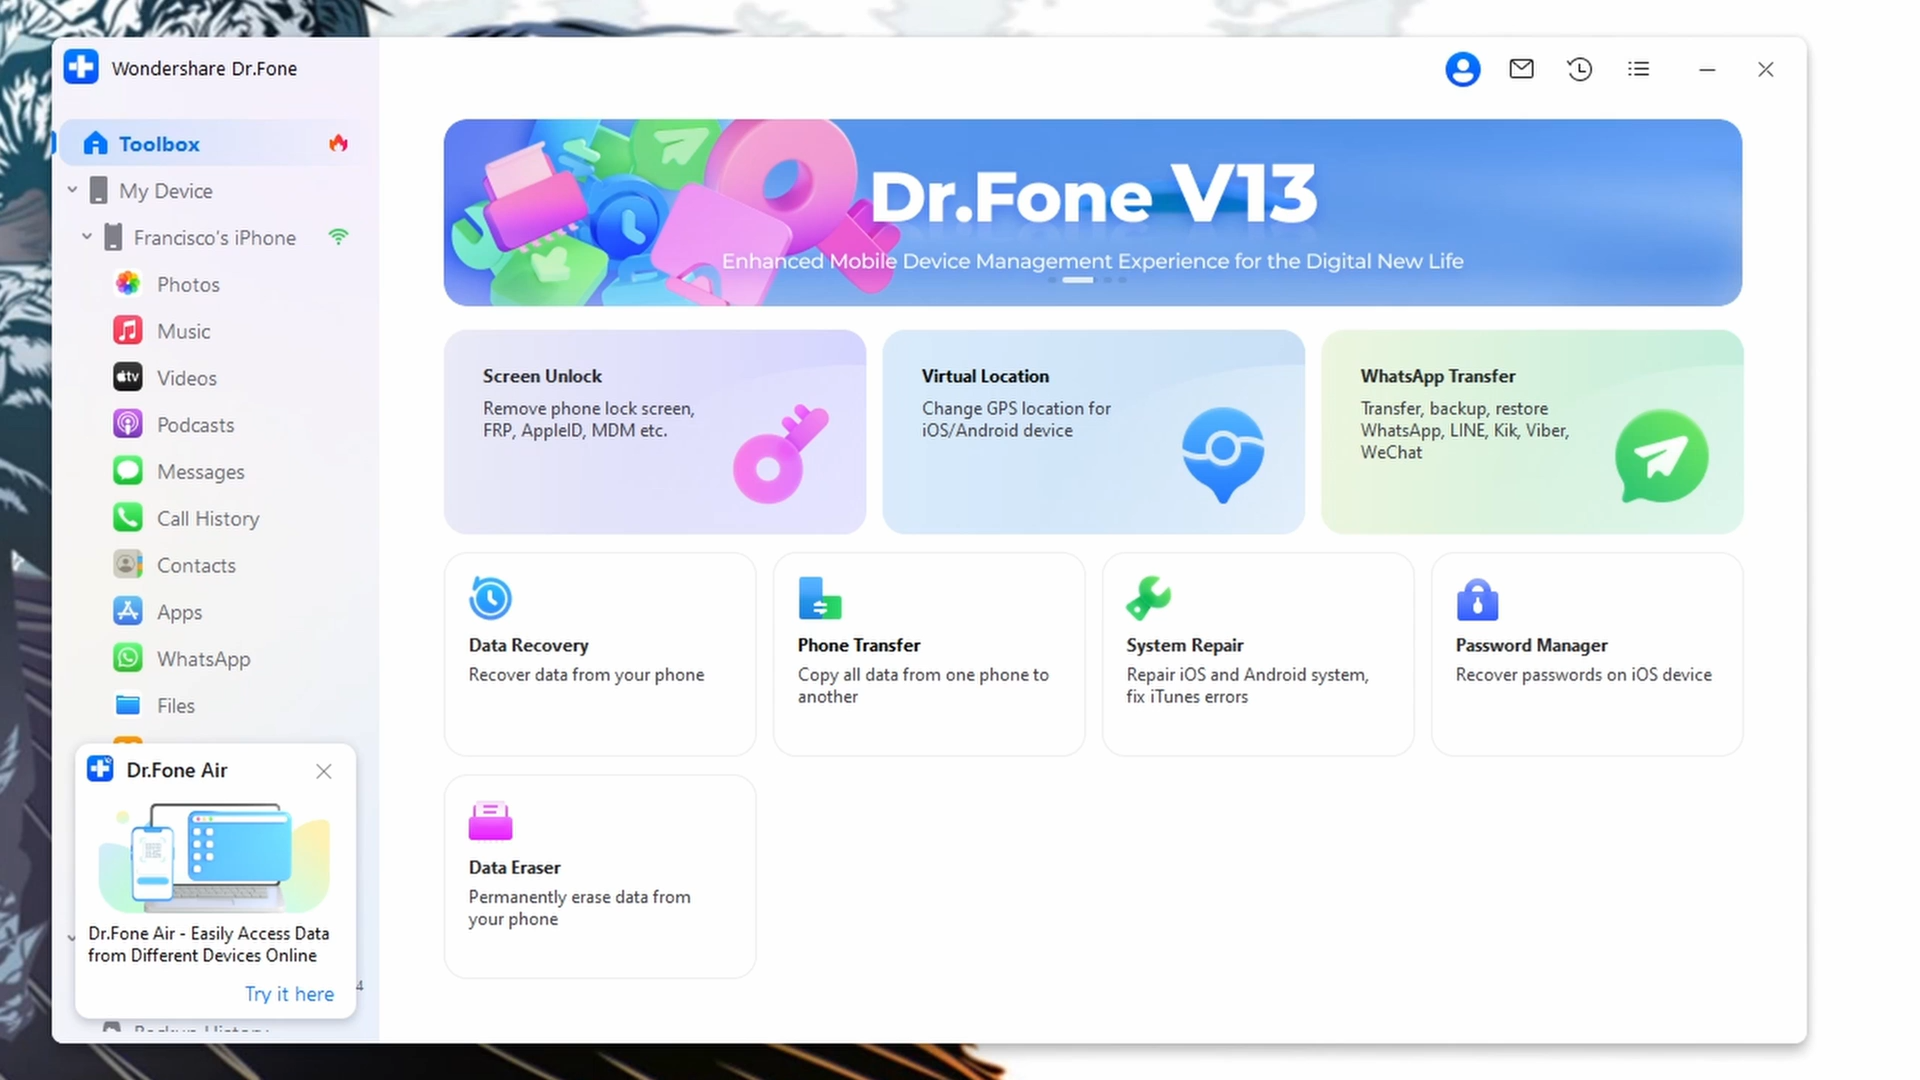 Wondershare Dr.Fone
Toolbox
My Device
Francisco's iPhone
Photos
Music
tv
Videos
Podcasts
Messages
Call History
Contacts
Apps
WhatsApp
Files
Dr.Fone Air
Dr.Fone Air - Easily Access Data
from Different Devices Online
Try it here
4
Backup History
Dr.Fone V13
Enhanced Mobile Device Management Experience for the Digital New Life
Screen Unlock
Remove phone lock screen,
FRP, AppleID, MDM etc.
Virtual Location
Change GPS location for
iOS/Android device
WhatsApp Transfer
Transfer, backup, restore
WhatsApp, LINE, Kik, Viber,
WeChat
Data Recovery
Recover data from your phone
Phone Transfer
Copy all data from one phone to
another
System Repair
Repair iOS and Android system,
fix iTunes errors
Password Manager
Recover passwords on iOS device
Data Eraser
Permanently erase data from
your phone